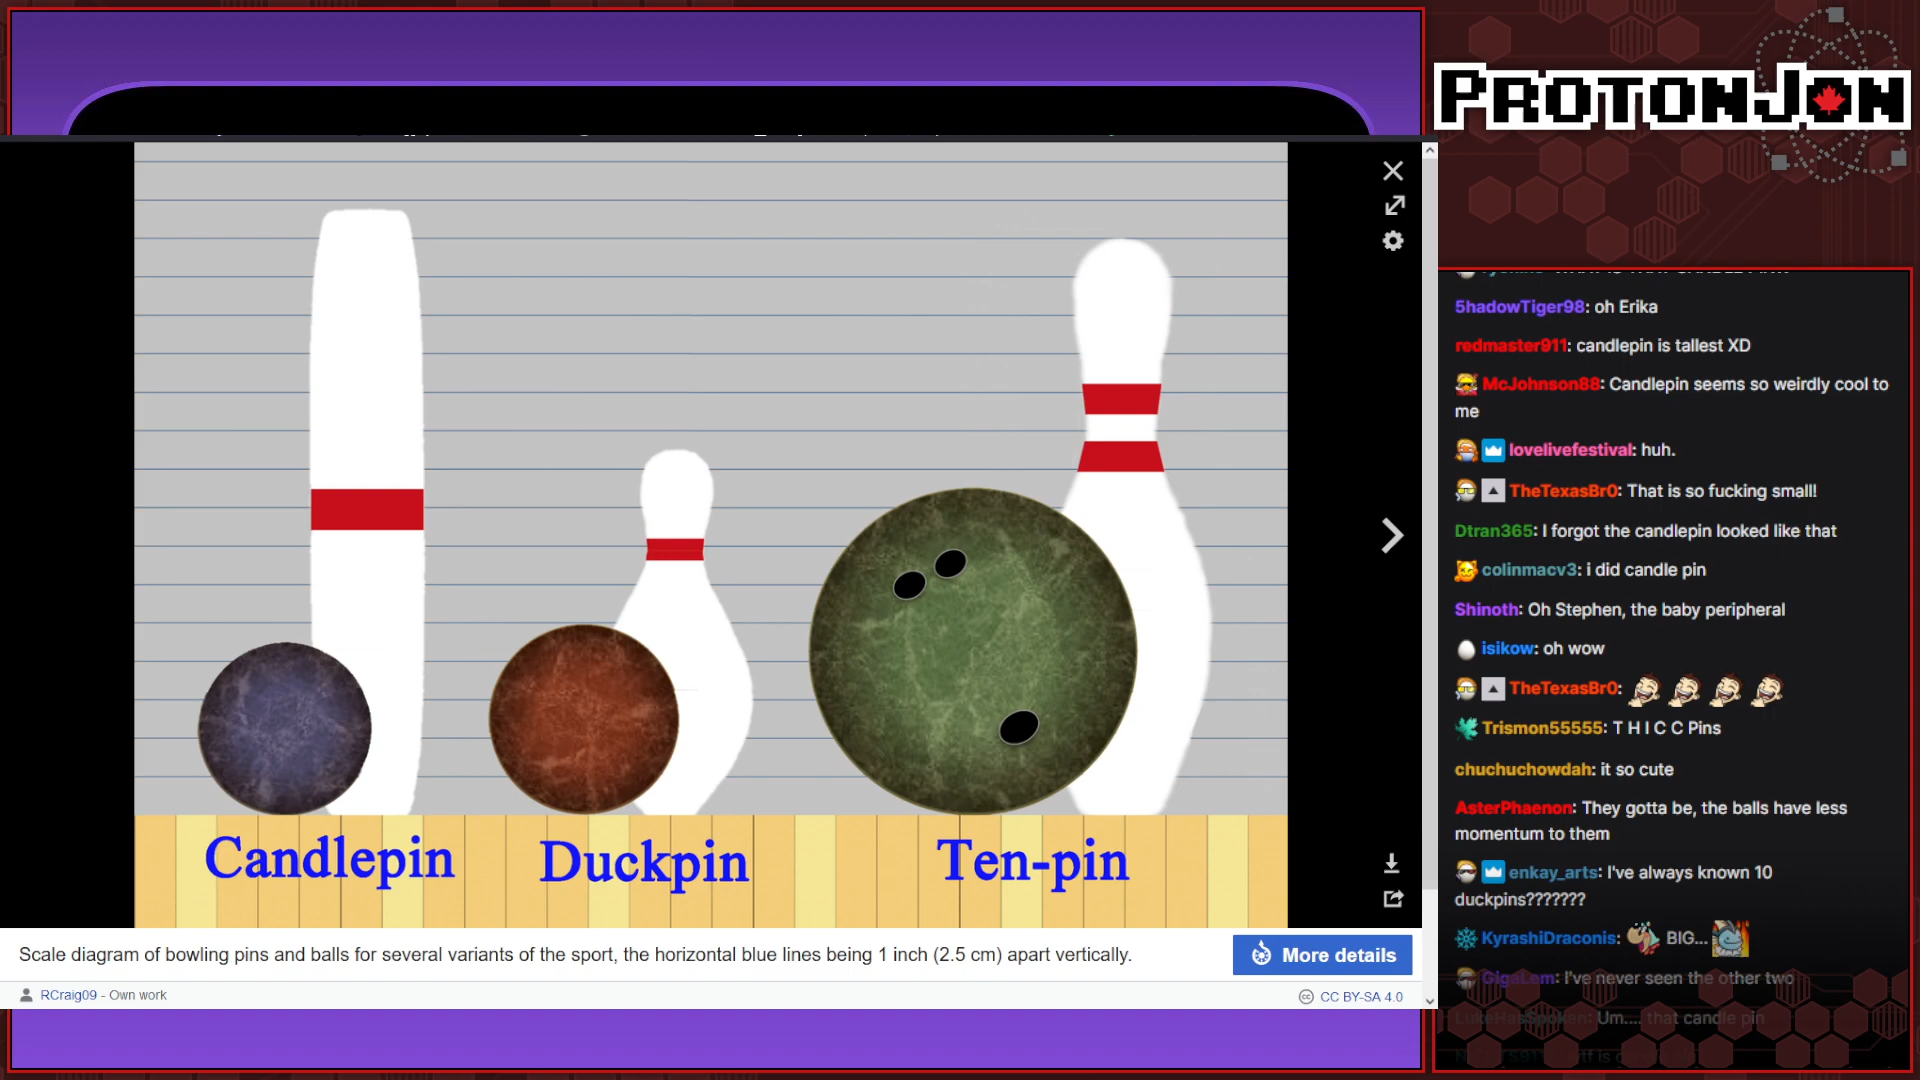 PROTONJON
5hadowTiger98: oh Erika
redmaster911: candlepin is tallest XD
McJohnson88: Candlepin seems so weirdly cool to
me
lovelivefestival: huh.
TheTexasBr0: That is so fucking small!
Dtran365: I forgot the candlepin looked like that
colinmacv3: i did candle pin
Shinoth: Oh Stephen, the baby peripheral
isikow: oh wow
TheTexasBr0:
Trismon55555: T H I C C Pins
chuchuchowdah: it so cute
AsterPhaenon: They gotta be, the balls have less
momentum to them
enkay_arts: I've always known 10
duckpins???????
KyrashiDraconis: BIG...
GigaLem: I've never seen the other two
LukeHasSpoken: Um.... that candle pin
Candlepin
Duckpin
Ten-pin
Scale diagram of bowling pins and balls for several variants of the sport, the horizontal blue lines being 1 inch (2.5 cm) apart vertically.
More details
RCraig09 - Own work
CC BY-SA 4.0